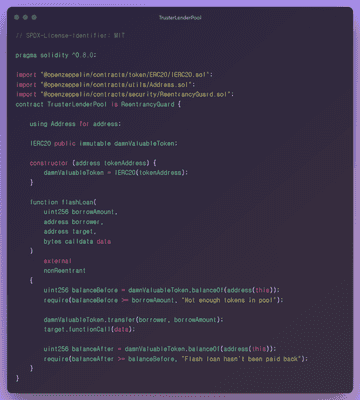 TrusterLenderPool
// SPDX-License-Identifier: MIT
pragma solidity ^0.8.0;
import "@openzeppelin/contracts/token/ERC20/IERC20.sol";
import "@openzeppelin/contracts/utils/Address.sol";
import "@openzeppelin/contracts/security/ReentrancyGuard.sol";
contract TrusterLenderPool is ReentrancyGuard {
using Address for address;
IERC20 public immutable damnValuableToken;
constructor (address tokenAddress) {
damnValuableToken = IERC20(tokenAddress);
}
function flashLoan(
uint256 borrowAmount,
address borrower,
address target,
bytes calldata data
)
external
nonReentrant
{
uint256 balanceBefore = damnValuableToken.balanceOf(address(this));
require(balanceBefore >= borrowAmount, "Not enough tokens in pool");
damnValuableToken.transfer(borrower, borrowAmount);
target.functionCall(data);
uint256 balanceAfter = damnValuableToken.balanceOf(address(this));
require(balanceAfter >= balanceBefore, "Flash loan hasn't been paid back");
}
}